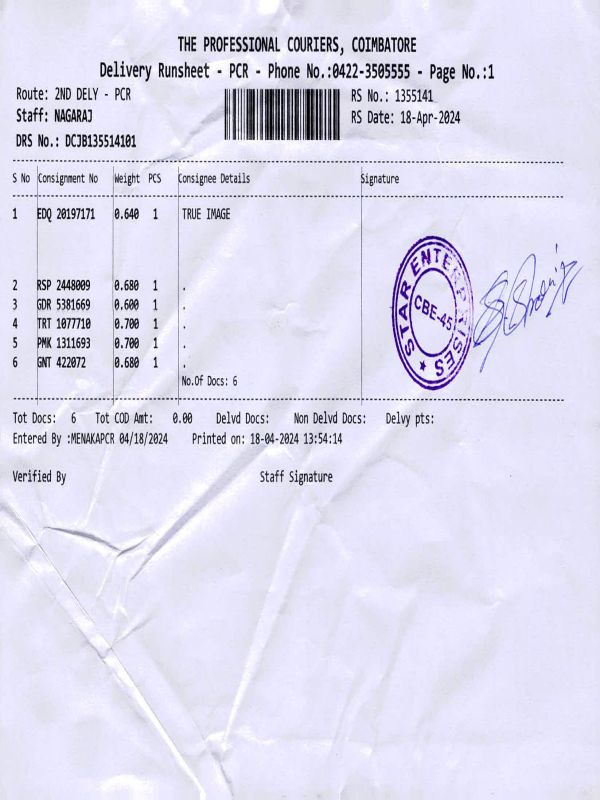 THE PROFESSIONAL COURIERS, COIMBATORE
Delivery Runsheet - PCR - Phone No.:0422-3505555 - Page No.:1
Route: 2ND DELY - PCR
RS No.: 1355141
Staff: NAGARAJ
RS Date: 18-Apr-2024
DRS No.: DCJB135514101
S No Consignment No Weight PCS Consignee Details Signature
1 EDQ 20197171 0.640 1 TRUE IMAGE
2 RSP 2448009 0.680 1 .
3 GDR 5381669 0.600 1 .
4 TRT 1077710 0.700 1 .
5 PMK 1311693 0.700 1 .
6 GNT 422072 0.680 1 .
No.Of Docs: 6
STAR ENTERPRISES
CBE-45
Tot Docs: 6 Tot COD Amt: 0.00 Delvd Docs: Non Delvd Docs: Delvy pts:
Entered By :MENAKAPCR 04/18/2024 Printed on: 18-04-2024 13:54:14
Verified By Staff Signature